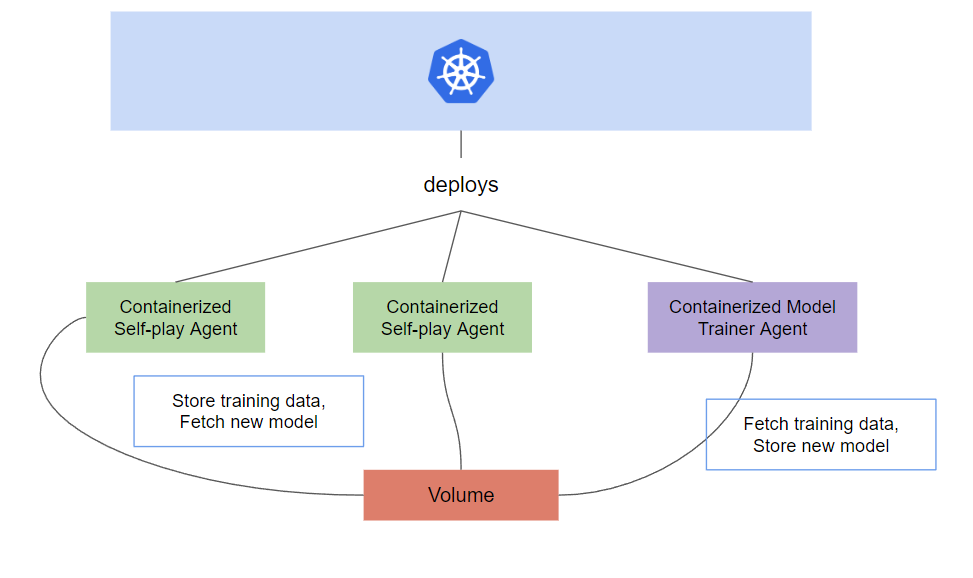 deploys
Containerized
Self-play Agent
Containerized
Self-play Agent
Containerized Model
Trainer Agent
Store training data,
Fetch new model
Fetch training data,
Store new model
Volume